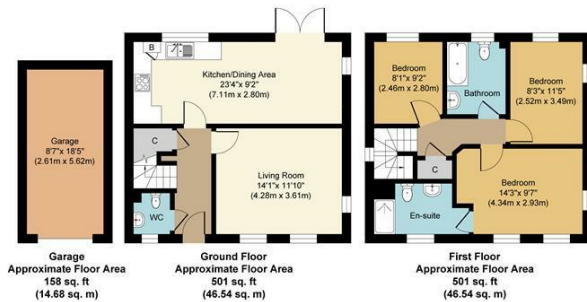 Garage
8'7" x 18'5"
(2.61m x 5.62m)
Garage
Approximate Floor Area
158 sq. ft
(14.68 sq. m)
B
Kitchen/Dining Area
23'4"x 9'2"
(7.11m x 2.80m)
C
Living Room
14'1"x 11'10"
(4.28m x 3.61m)
WC
Ground Floor
Approximate Floor Area
501 sq. ft
(46.54 sq. m)
Bedroom
8'1"x 9'2"
(2.46m x 2.80m)
Bathroom
Bedroom
8'3"x 11'5"
(2.52m x 3.49m)
C
Bedroom
14'3"x 9'7"
(4.34m x 2.93m)
En-suite
First Floor
Approximate Floor Area
501 sq. ft
(46.54 sq. m)